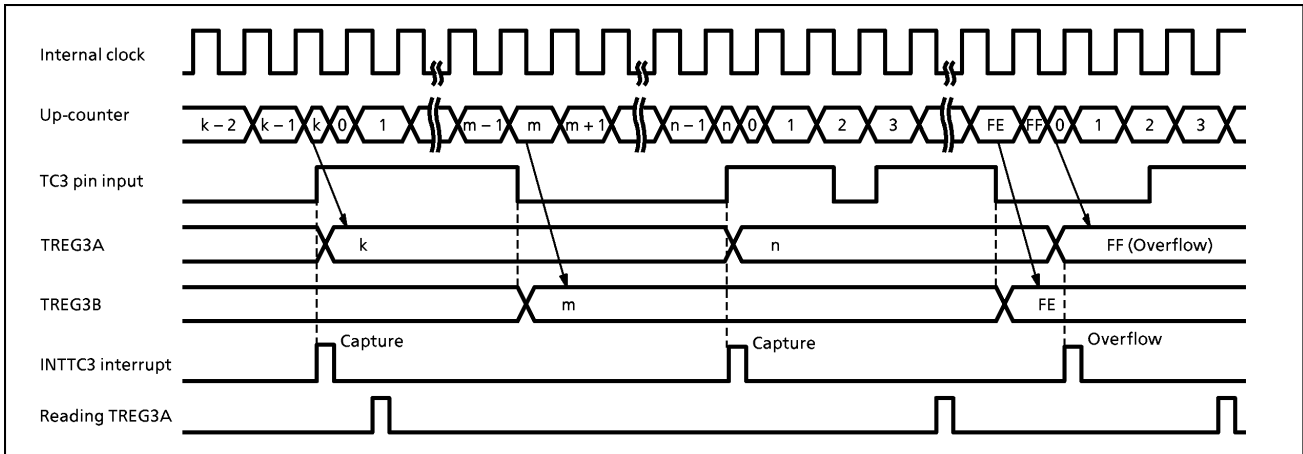 Internal clock
Up-counter k – 2 k – 1 k 0 1 m – 1 m m + 1 n – 1 n 0 1 2 3 FE FF 0 1 2 3
TC3 pin input
TREG3A k n FF (Overflow)
TREG3B m FE
INTTC3 interrupt Capture Capture Overflow
Reading TREG3A